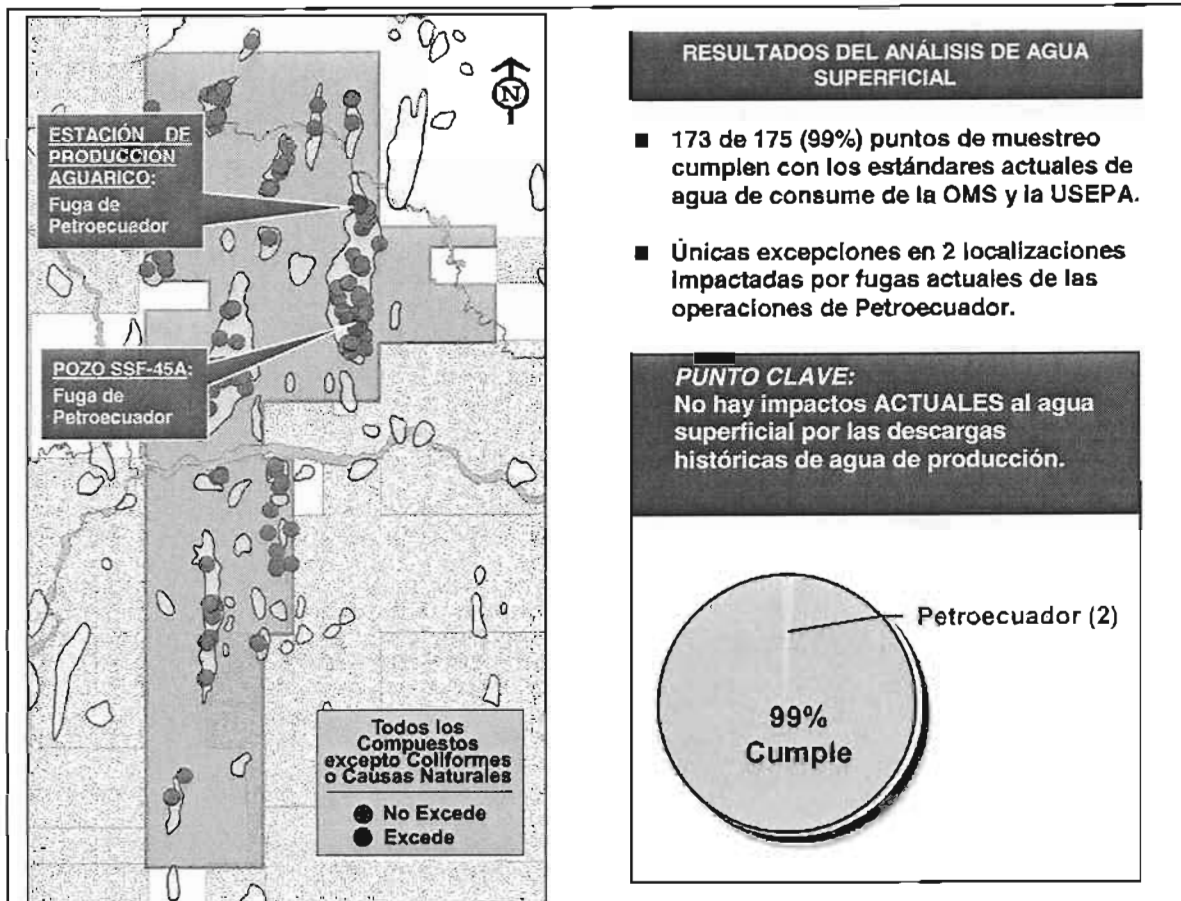 N
ESTACIÓN DE
PRODUCCIÓN
AGUARICO:
Fuga de
Petroecuador
POZO SSF-45A:
Fuga de
Petroecuador
Todos los
Compuestos
excepto Coliformes
o Causas Naturales
No Excede
Excede
RESULTADOS DEL ANÁLISIS DE AGUA
SUPERFICIAL
■ 173 de 175 (99%) puntos de muestreo
cumplen con los estándares actuales de
agua de consume de la OMS y la USEPA.
■ Únicas excepciones en 2 localizaciones
impactadas por fugas actuales de las
operaciones de Petroecuador.
PUNTO CLAVE:
No hay impactos ACTUALES al agua
superficial por las descargas
históricas de agua de producción.
Petroecuador (2)
99%
Cumple